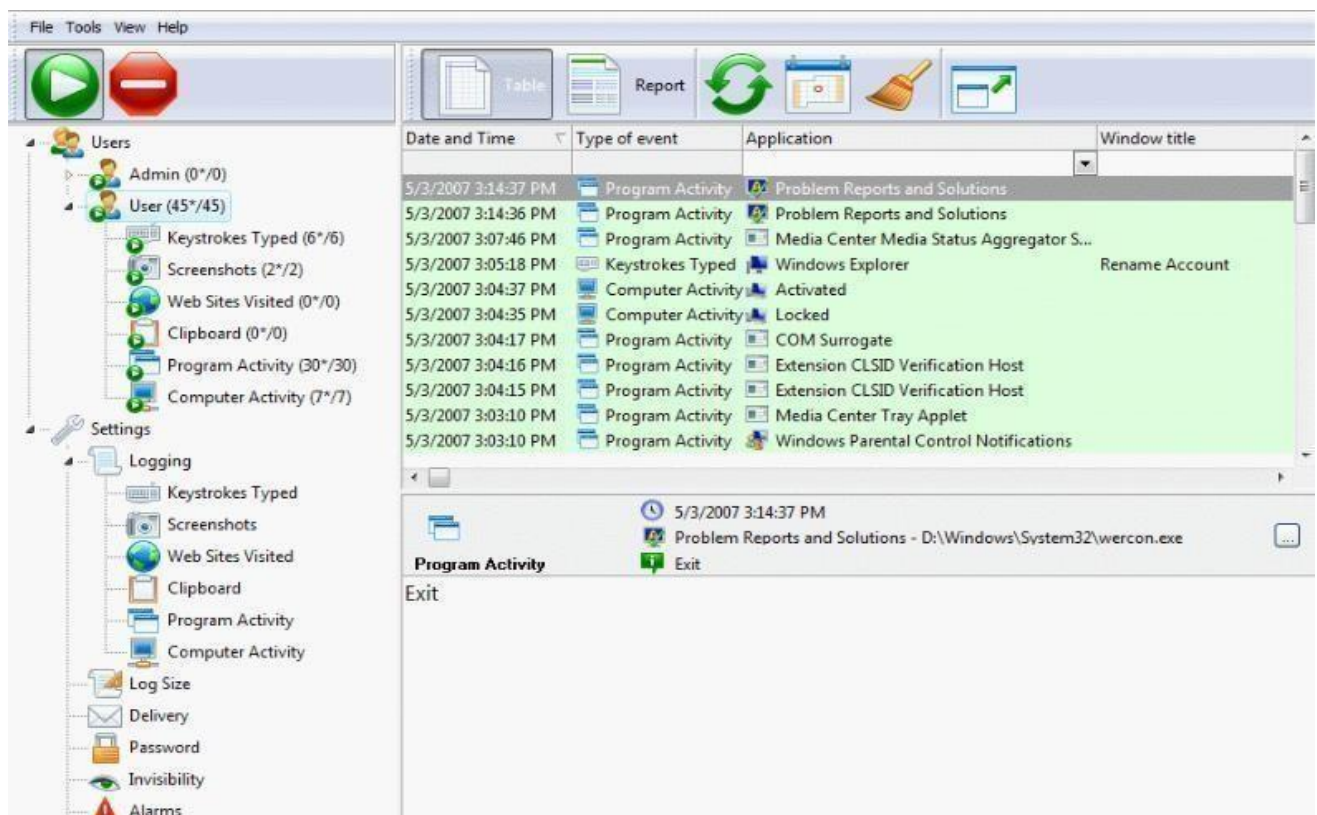 File Tools View Help
Table
Report
Users
Admin (0*/0)
User (45*/45)
Keystrokes Typed (6*/6)
Screenshots (2*/2)
Web Sites Visited (0*/0)
Clipboard (0*/0)
Program Activity (30*/30)
Computer Activity (7*/7)
Settings
Logging
Keystrokes Typed
Screenshots
Web Sites Visited
Clipboard
Program Activity
Computer Activity
Log Size
Delivery
Password
Invisibility
Alarms
Date and Time Type of event Application Window title
5/3/2007 3:14:37 PM Program Activity Problem Reports and Solutions
5/3/2007 3:14:36 PM Program Activity Problem Reports and Solutions
5/3/2007 3:07:46 PM Program Activity Media Center Media Status Aggregator S...
5/3/2007 3:05:18 PM Keystrokes Typed Windows Explorer Rename Account
5/3/2007 3:04:37 PM Computer Activity Activated
5/3/2007 3:04:35 PM Computer Activity Locked
5/3/2007 3:04:17 PM Program Activity COM Surrogate
5/3/2007 3:04:16 PM Program Activity Extension CLSID Verification Host
5/3/2007 3:04:15 PM Program Activity Extension CLSID Verification Host
5/3/2007 3:03:10 PM Program Activity Media Center Tray Applet
5/3/2007 3:03:10 PM Program Activity Windows Parental Control Notifications
Program Activity
5/3/2007 3:14:37 PM
Problem Reports and Solutions - D:\Windows\System32\wercon.exe
Exit
...
Exit